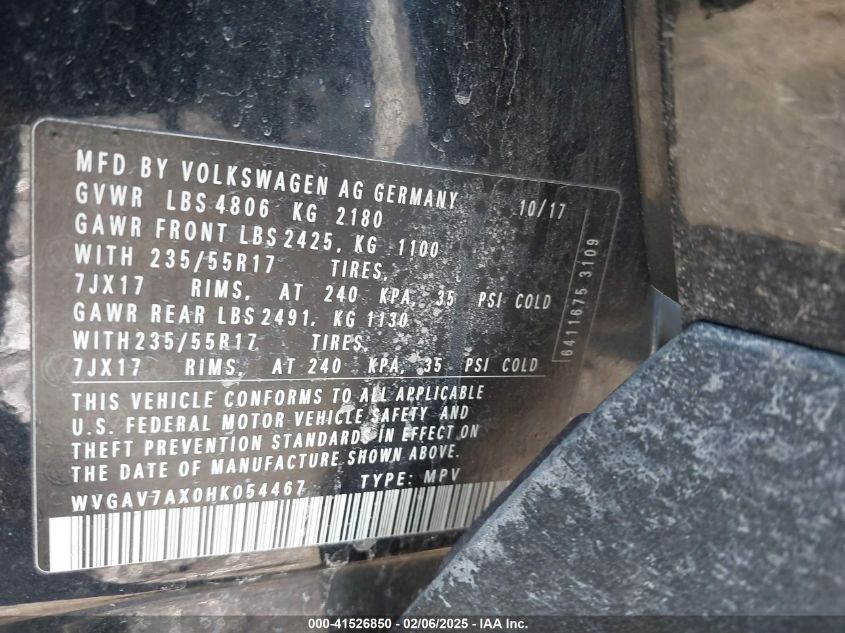 MFD BY VOLKSWAGEN AG GERMANY 10/17
GVWR LBS 4806 KG 2180
GAWR FRONT LBS 2425, KG 1100
WITH 235/55R17 TIRES,
7JX17 RIMS, AT 240 KPA, 35 PSI COLD
GAWR REAR LBS 2491, KG 1130
WITH 235/55R17 TIRES,
7JX17 RIMS, AT 240 KPA, 35 PSI COLD
6411675 3109
THIS VEHICLE CONFORMS TO ALL APPLICABLE
U.S. FEDERAL MOTOR VEHICLE SAFETY AND
THEFT PREVENTION STANDARDS IN EFFECT ON
THE DATE OF MANUFACTURE SHOWN ABOVE.
WVGAV7AX0HK054467 TYPE: MPV
000-41526850 - 02/06/2025 - IAA Inc.